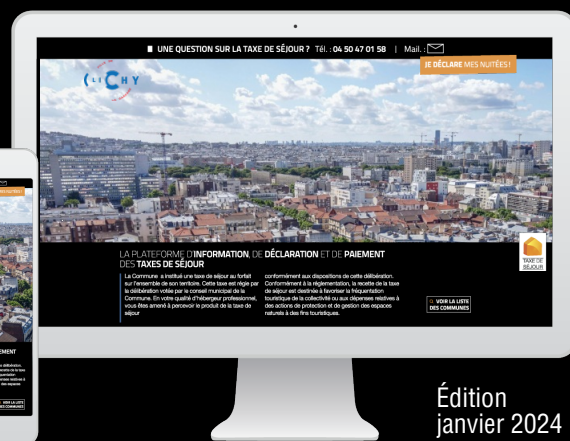 UNE QUESTION SUR LA TAXE DE SÉJOUR ? Tél. : 04 50 47 01 58 | Mail. :
JE DÉCLARE MES NUITÉES !
CLICHY
LA PLATEFORME D'INFORMATION, DE DÉCLARATION ET DE PAIEMENT
DES TAXES DE SÉJOUR
La Commune a institué une taxe de séjour au forfait
sur l'ensemble de son territoire. Cette taxe est régie par
la délibération votée par le conseil municipal de la
Commune. En votre qualité d'hébergeur professionnel,
vous êtes amené à percevoir le produit de la taxe de
séjour
conformément aux dispositions de cette délibération.
Conformément à la réglementation, la recette de la taxe
de séjour est destinée à favoriser la fréquentation
touristique de la collectivité ou aux dépenses relatives à
des actions de protection et de gestion des espaces
naturels à des fins touristiques.
TAXE DE
SÉJOUR
VOIR LA LISTE
DES COMMUNES
VOIR LA LISTE
DES COMMUNES
Édition
janvier 2024